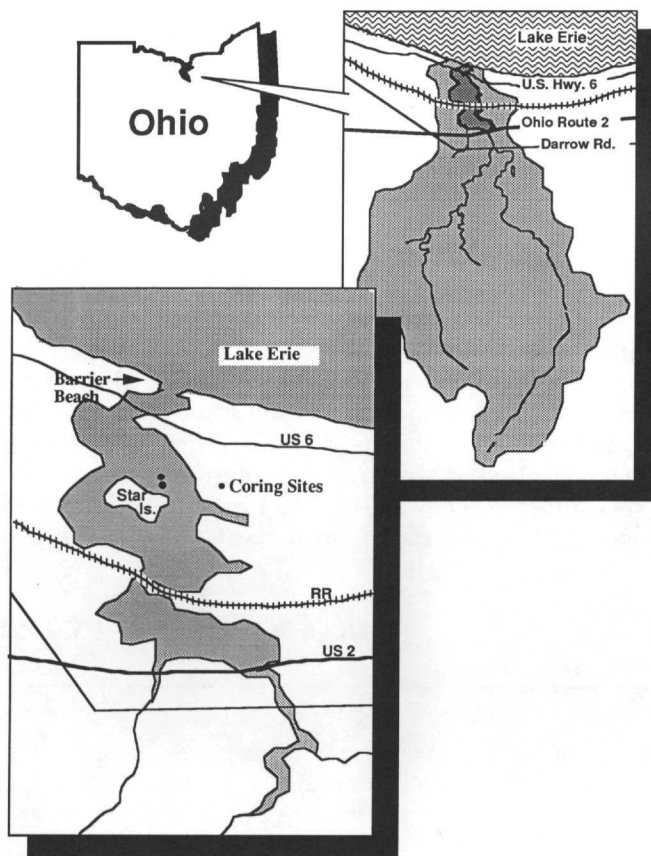 Ohio
Lake Erie
U.S. Hwy. 6
Ohio Route 2
Darrow Rd.
Lake Erie
Barrier
Beach
US 6
Coring Sites
Star
Is.
RR
US 2